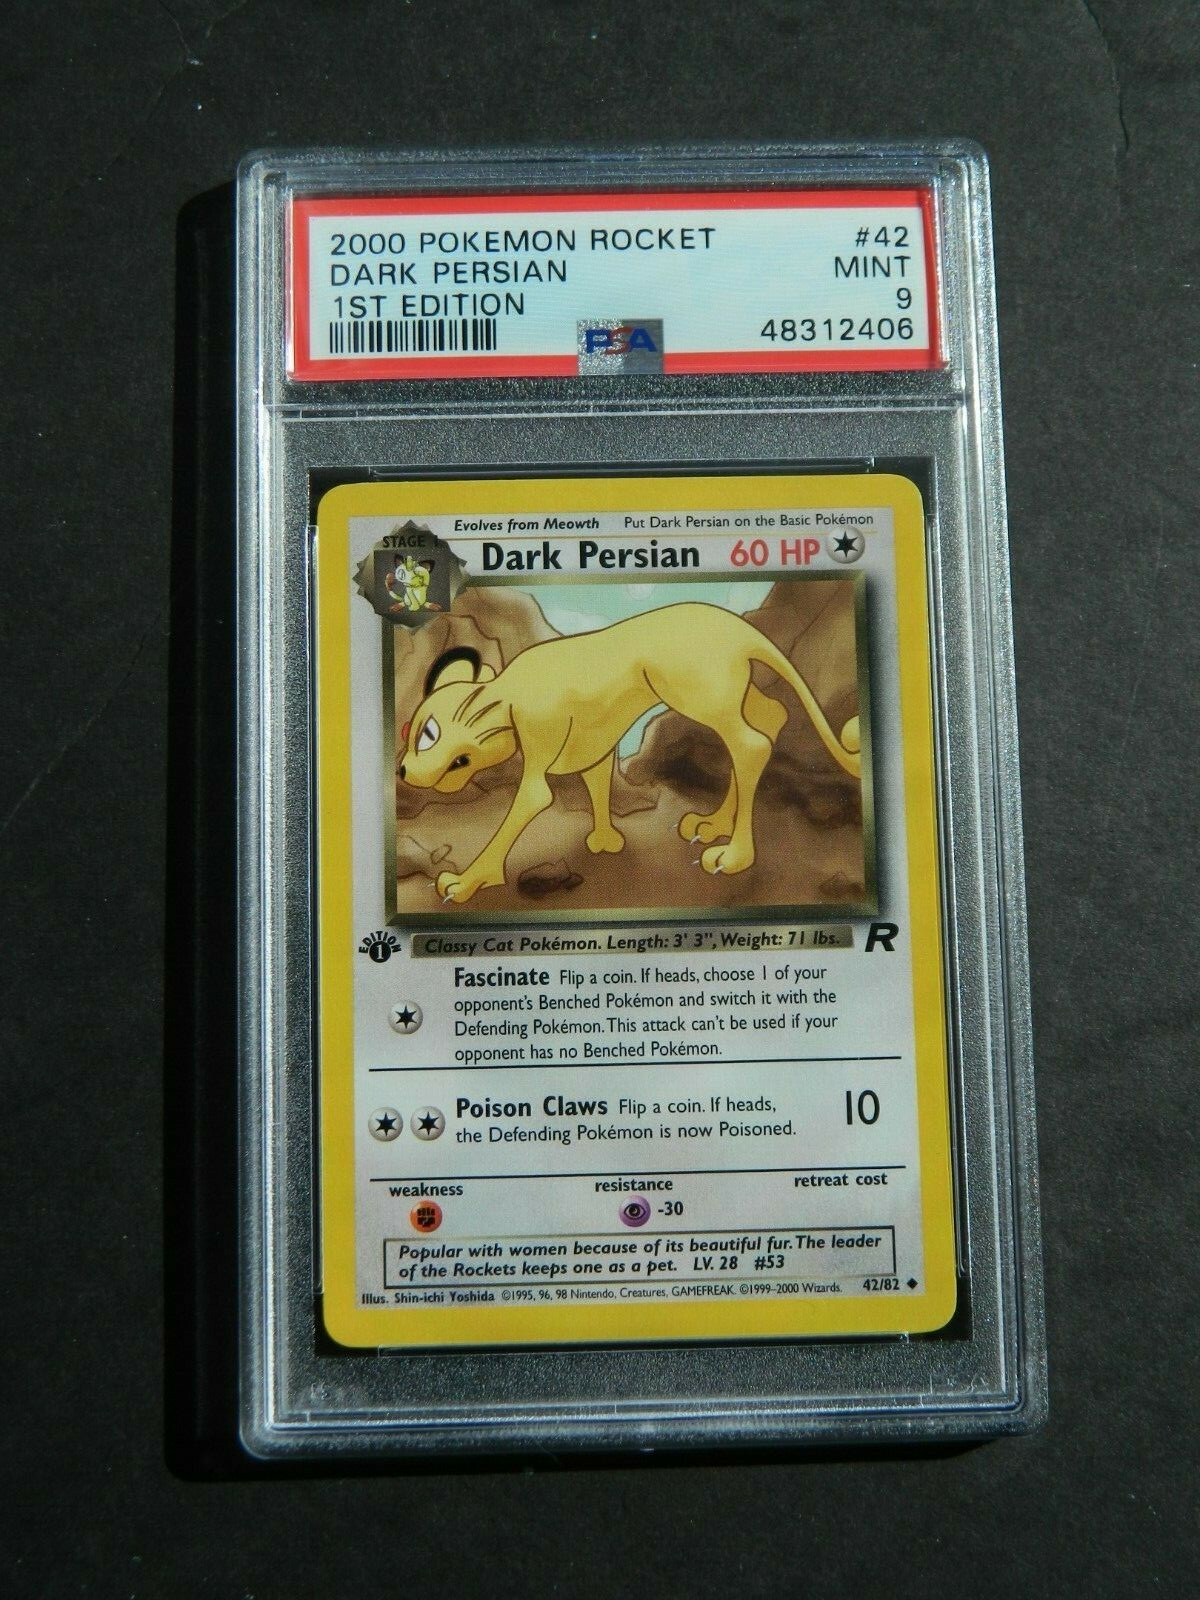 2000 POKEMON ROCKET #42
DARK PERSIAN MINT
1ST EDITION 9
PSA 48312406
Evolves from Meowth Put Dark Persian on the Basic Pokémon
STAGE 1
Dark Persian 60 HP
EDITION 1
Classy Cat Pokémon. Length: 3' 3", Weight: 71 lbs. R
Fascinate Flip a coin. If heads, choose 1 of your
opponent's Benched Pokémon and switch it with the
Defending Pokémon. This attack can't be used if your
opponent has no Benched Pokémon.
Poison Claws Flip a coin. If heads, 10
the Defending Pokémon is now Poisoned.
weakness resistance retreat cost
-30
Popular with women because of its beautiful fur. The leader
of the Rockets keeps one as a pet. LV. 28 #53
Illus. Shin-ichi Yoshida ©1995, 96, 98 Nintendo, Creatures, GAMEFREAK. ©1999-2000 Wizards. 42/82